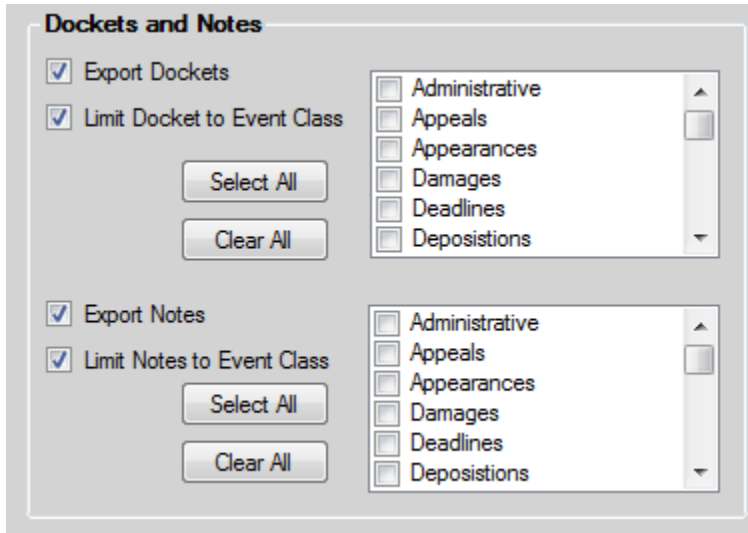 Dockets and Notes
Export Dockets
Limit Docket to Event Class
Select All
Clear All
Administrative
Appeals
Appearances
Damages
Deadlines
Deposistions
Export Notes
Limit Notes to Event Class
Select All
Clear All
Administrative
Appeals
Appearances
Damages
Deadlines
Deposistions